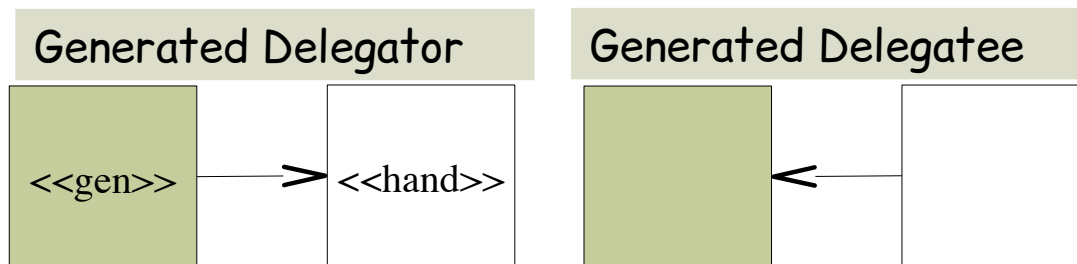 Generated Delegator
Generated Delegatee
<<gen>>
<<hand>>